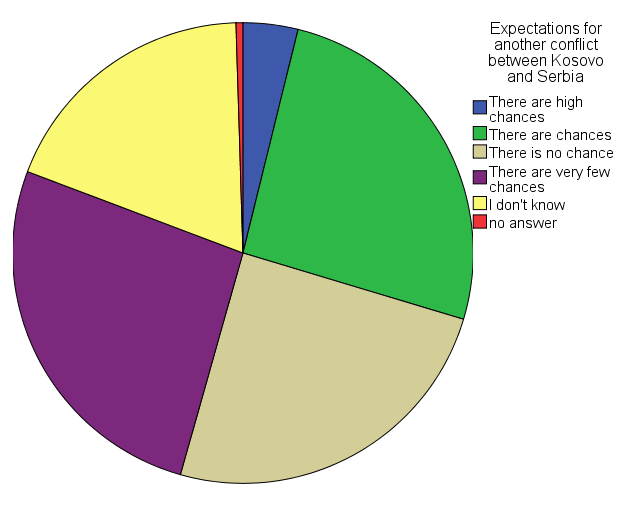 Expectations for
another conflict
between Kosovo
and Serbia
There are high
chances
There are chances
There is no chance
There are very few
chances
I don't know
no answer